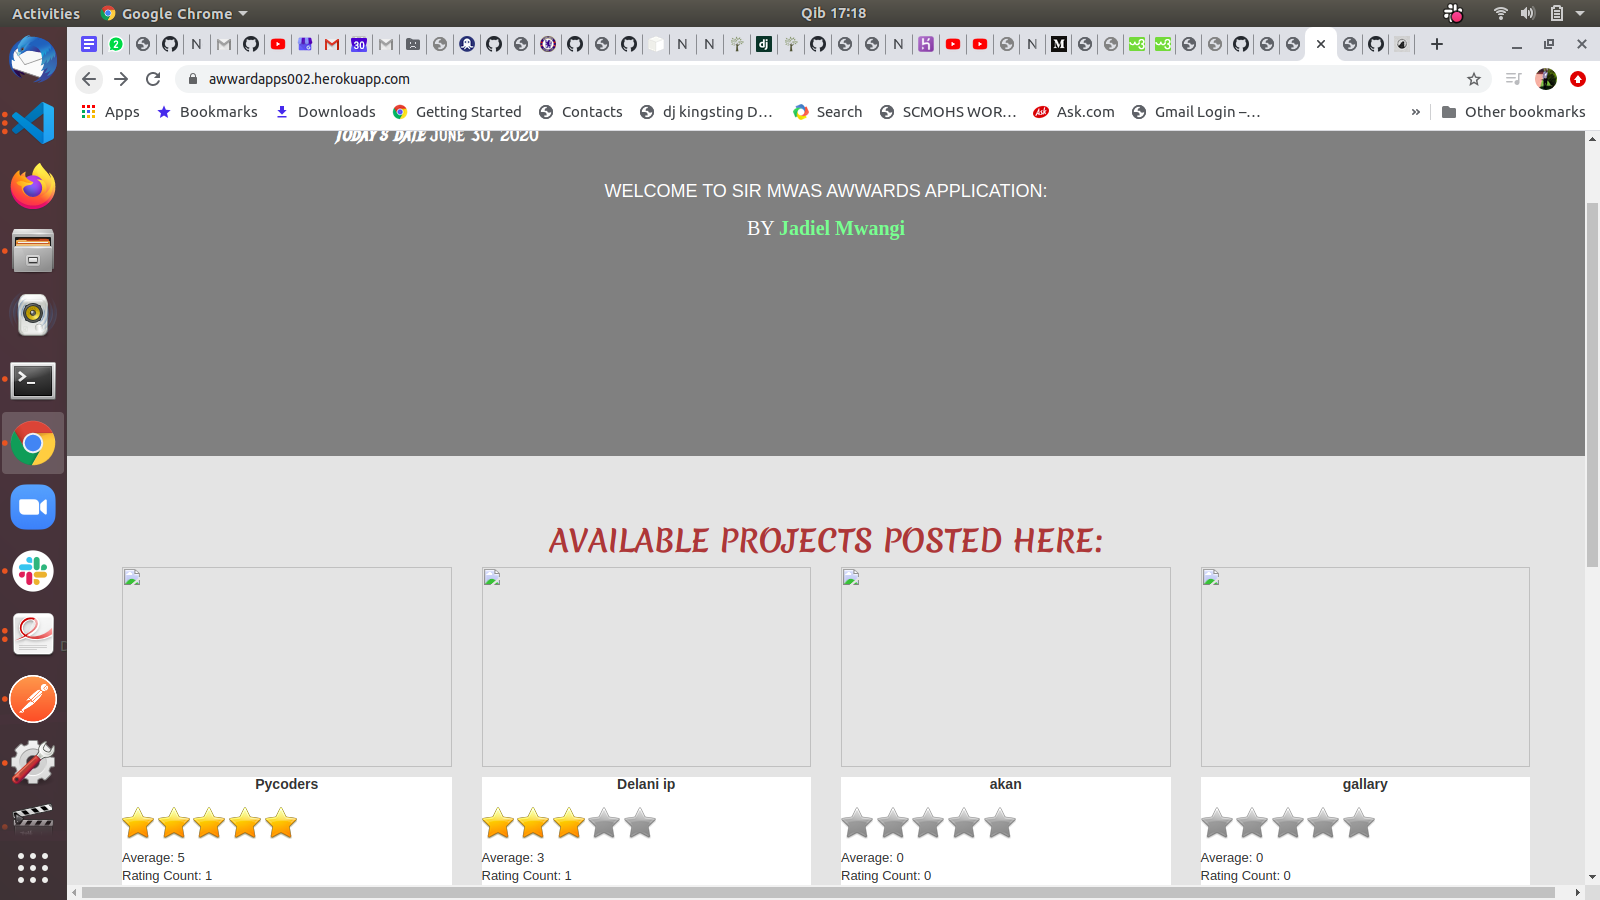 Activities Google Chrome Qib 17:18
awwardapps002.herokuapp.com
Apps Bookmarks Downloads Getting Started Contacts dj kingsting D... Search SCMOHS WOR... Ask.com Gmail Login –... » Other bookmarks
TODAY'S DATE JUNE 30, 2020
WELCOME TO SIR MWAS AWWARDS APPLICATION:
BY Jadiel Mwangi
AVAILABLE PROJECTS POSTED HERE:
Pycoders Delani ip akan gallary
Average: 5 Average: 3 Average: 0 Average: 0
Rating Count: 1 Rating Count: 1 Rating Count: 0 Rating Count: 0